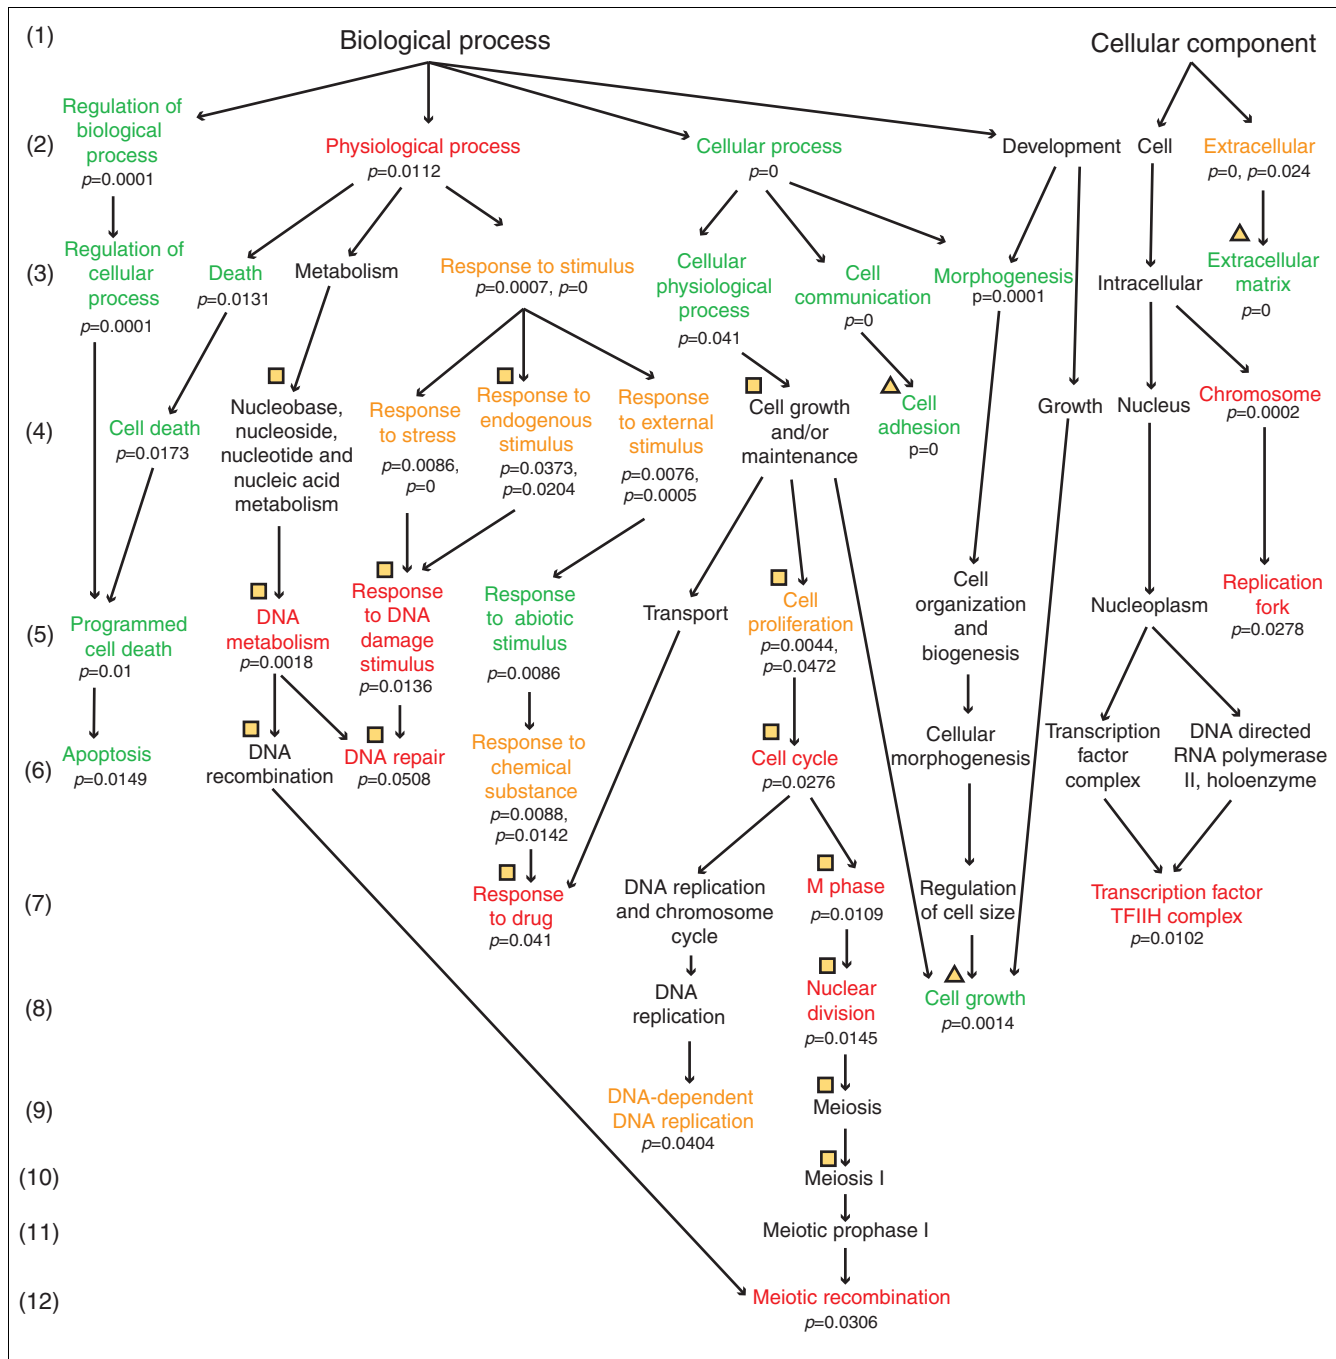 (1)
Biological process
Cellular component
(2)
Regulation of
biological
process
p=0.0001
Physiological process
p=0.0112
Cellular process
p=0
Development
Cell
Extracellular
p=0, p=0.024
(3)
Regulation of
cellular
process
p=0.0001
Death
p=0.0131
Metabolism
Response to stimulus
p=0.0007, p=0
Cellular
physiological
process
p=0.041
Cell
communication
p=0
Morphogenesis
p=0.0001
Intracellular
Extracellular
matrix
p=0
(4)
Cell death
p=0.0173
Nucleobase,
nucleoside,
nucleotide and
nucleic acid
metabolism
Response
to stress
p=0.0086,
p=0
Response to
endogenous
stimulus
p=0.0373,
p=0.0204
Response
to external
stimulus
p=0.0076,
p=0.0005
Cell growth
and/or
maintenance
Cell
adhesion
p=0
Growth
Nucleus
Chromosome
p=0.0002
(5)
Programmed
cell death
p=0.01
DNA
metabolism
p=0.0018
Response
to DNA
damage
stimulus
p=0.0136
Response
to abiotic
stimulus
p=0.0086
Transport
Cell
proliferation
p=0.0044,
p=0.0472
Cell
organization
and
biogenesis
Nucleoplasm
Replication
fork
p=0.0278
(6)
Apoptosis
p=0.0149
DNA
recombination
DNA repair
p=0.0508
Response to
chemical
substance
p=0.0088,
p=0.0142
Cell cycle
p=0.0276
Cellular
morphogenesis
Transcription
factor
complex
DNA directed
RNA polymerase
II, holoenzyme
(7)
Response
to drug
p=0.041
DNA replication
and chromosome
cycle
M phase
p=0.0109
Regulation
of cell size
Transcription factor
TFIIH complex
p=0.0102
(8)
DNA
replication
Nuclear
division
p=0.0145
Cell growth
p=0.0014
(9)
DNA-dependent
DNA replication
p=0.0404
Meiosis
(10)
Meiosis I
(11)
Meiotic prophase I
(12)
Meiotic recombination
p=0.0306